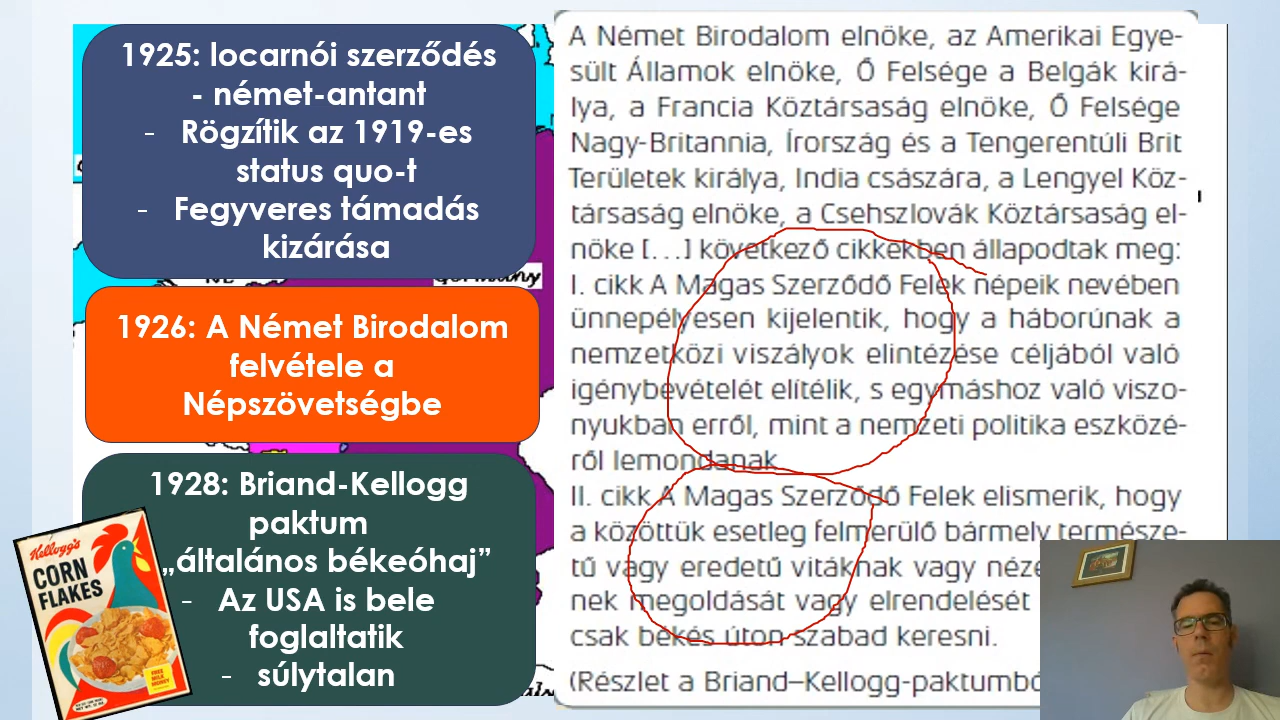 1925: locarnói szerződés
- német-antant
- Rögzítik az 1919-es
status quo-t
- Fegyveres támadás
kizárása
1926: A Német Birodalom
felvétele a
Népszövetségbe
1928: Briand-Kellogg
paktum
„általános békeóhaj”
- Az USA is bele
foglaltatik
- súlytalan
Kellogg's
CORN
FLAKES
A Német Birodalom elnöke, az Amerikai Egye-
sült Államok elnöke, Ő Felsége a Belgák kirá-
lya, a Francia Köztársaság elnöke, Ő Felsége
Nagy-Britannia, Írország és a Tengerentúli Brit
Területek királya, India császára, a Lengyel Köz-
társaság elnöke, a Csehszlovák Köztársaság el-
nöke [...] következő cikkekben állapodtak meg:
I. cikk A Magas Szerződő Felek népeik nevében
ünnepélyesen kijelentik, hogy a háborúnak a
nemzetközi viszályok elintézése céljából való
igénybevételét elítélik, s egymáshoz való viszo-
nyukban erről, mint a nemzeti politika eszközé-
ről lemondanak.
II. cikk A Magas Szerződő Felek elismerik, hogy
a közöttük esetleg felmerülő bármely természe-
tű vagy eredetű vitáknak vagy néze
nek megoldását vagy elrendelését
csak békés úton szabad keresni.
(Részlet a Briand–Kellogg-paktumbó